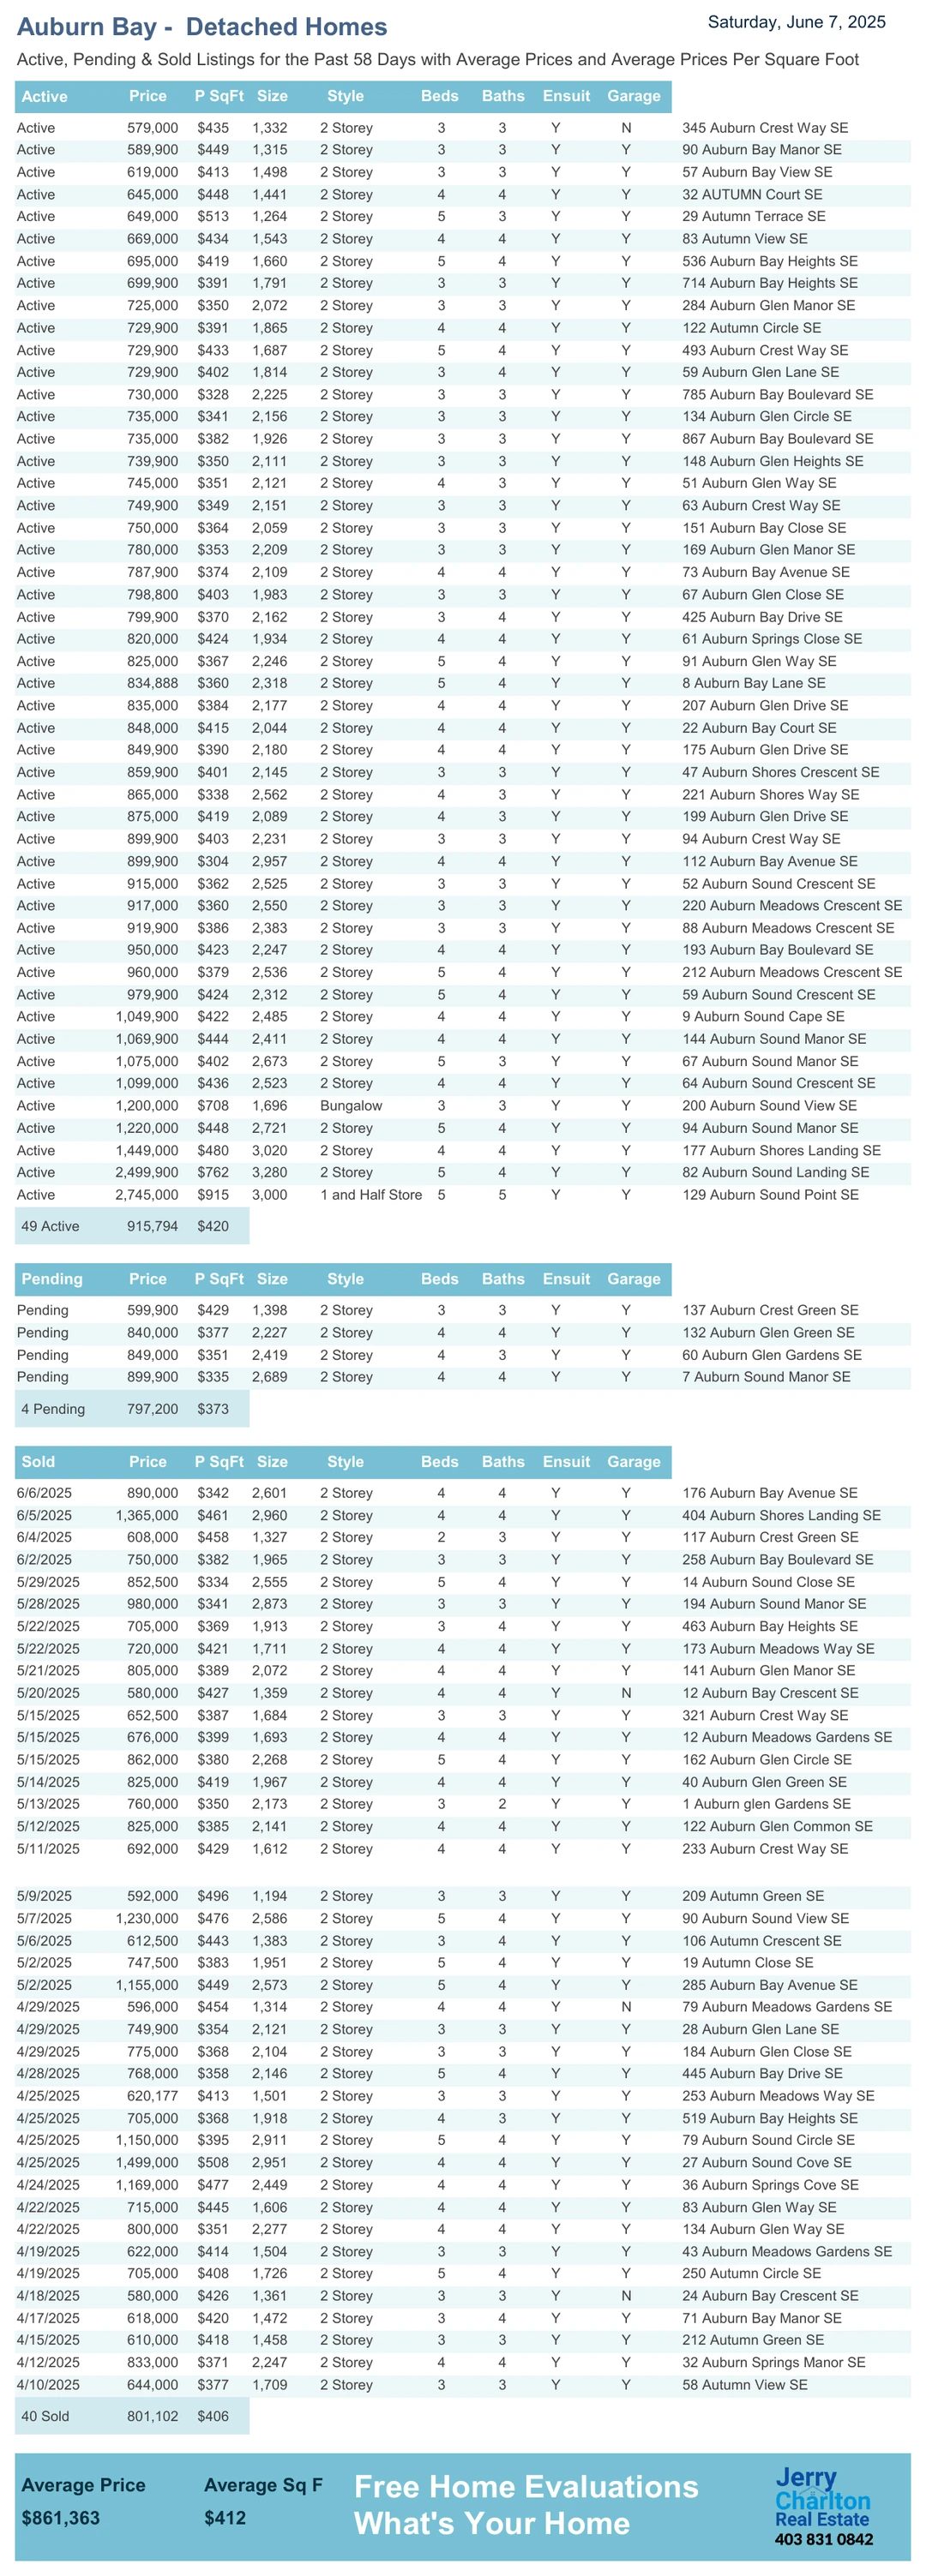 Auburn Bay -  Detached Homes
Saturday, June 7, 2025
Active, Pending & Sold Listings for the Past 58 Days with Average Prices and Average Prices Per Square Foot
Active Price P SqFt Size Style Beds Baths Ensuit Garage
Active 579,000 $435 1,332 2 Storey 3 3 Y N 345 Auburn Crest Way SE
Active 589,900 $449 1,315 2 Storey 3 3 Y Y 90 Auburn Bay Manor SE
Active 619,000 $413 1,498 2 Storey 3 3 Y Y 57 Auburn Bay View SE
Active 645,000 $448 1,441 2 Storey 4 4 Y Y 32 AUTUMN Court SE
Active 649,000 $513 1,264 2 Storey 5 3 Y Y 29 Autumn Terrace SE
Active 669,000 $434 1,543 2 Storey 4 4 Y Y 83 Autumn View SE
Active 695,000 $419 1,660 2 Storey 5 4 Y Y 536 Auburn Bay Heights SE
Active 699,900 $391 1,791 2 Storey 3 3 Y Y 714 Auburn Bay Heights SE
Active 725,000 $350 2,072 2 Storey 3 3 Y Y 284 Auburn Glen Manor SE
Active 729,900 $391 1,865 2 Storey 4 4 Y Y 122 Autumn Circle SE
Active 729,900 $433 1,687 2 Storey 5 4 Y Y 493 Auburn Crest Way SE
Active 729,900 $402 1,814 2 Storey 3 4 Y Y 59 Auburn Glen Lane SE
Active 730,000 $328 2,225 2 Storey 3 3 Y Y 785 Auburn Bay Boulevard SE
Active 735,000 $341 2,156 2 Storey 3 3 Y Y 134 Auburn Glen Circle SE
Active 735,000 $382 1,926 2 Storey 3 3 Y Y 867 Auburn Bay Boulevard SE
Active 739,900 $350 2,111 2 Storey 3 3 Y Y 148 Auburn Glen Heights SE
Active 745,000 $351 2,121 2 Storey 4 3 Y Y 51 Auburn Glen Way SE
Active 749,900 $349 2,151 2 Storey 3 3 Y Y 63 Auburn Crest Way SE
Active 750,000 $364 2,059 2 Storey 3 3 Y Y 151 Auburn Bay Close SE
Active 780,000 $353 2,209 2 Storey 3 3 Y Y 169 Auburn Glen Manor SE
Active 787,900 $374 2,109 2 Storey 4 4 Y Y 73 Auburn Bay Avenue SE
Active 798,800 $403 1,983 2 Storey 3 3 Y Y 67 Auburn Glen Close SE
Active 799,900 $370 2,162 2 Storey 3 4 Y Y 425 Auburn Bay Drive SE
Active 820,000 $424 1,934 2 Storey 4 4 Y Y 61 Auburn Springs Close SE
Active 825,000 $367 2,246 2 Storey 5 4 Y Y 91 Auburn Glen Way SE
Active 834,888 $360 2,318 2 Storey 5 4 Y Y 8 Auburn Bay Lane SE
Active 835,000 $384 2,177 2 Storey 4 4 Y Y 207 Auburn Glen Drive SE
Active 848,000 $415 2,044 2 Storey 4 4 Y Y 22 Auburn Bay Court SE
Active 849,900 $390 2,180 2 Storey 4 4 Y Y 175 Auburn Glen Drive SE
Active 859,900 $401 2,145 2 Storey 3 3 Y Y 47 Auburn Shores Crescent SE
Active 865,000 $338 2,562 2 Storey 4 3 Y Y 221 Auburn Shores Way SE
Active 875,000 $419 2,089 2 Storey 4 3 Y Y 199 Auburn Glen Drive SE
Active 899,900 $403 2,231 2 Storey 3 3 Y Y 94 Auburn Crest Way SE
Active 899,900 $304 2,957 2 Storey 4 4 Y Y 112 Auburn Bay Avenue SE
Active 915,000 $362 2,525 2 Storey 3 3 Y Y 52 Auburn Sound Crescent SE
Active 917,000 $360 2,550 2 Storey 3 3 Y Y 220 Auburn Meadows Crescent SE
Active 919,900 $386 2,383 2 Storey 3 3 Y Y 88 Auburn Meadows Crescent SE
Active 950,000 $423 2,247 2 Storey 4 4 Y Y 193 Auburn Bay Boulevard SE
Active 960,000 $379 2,536 2 Storey 5 4 Y Y 212 Auburn Meadows Crescent SE
Active 979,900 $424 2,312 2 Storey 5 4 Y Y 59 Auburn Sound Crescent SE
Active 1,049,900 $422 2,485 2 Storey 4 4 Y Y 9 Auburn Sound Cape SE
Active 1,069,900 $444 2,411 2 Storey 4 4 Y Y 144 Auburn Sound Manor SE
Active 1,075,000 $402 2,673 2 Storey 5 3 Y Y 67 Auburn Sound Manor SE
Active 1,099,000 $436 2,523 2 Storey 4 4 Y Y 64 Auburn Sound Crescent SE
Active 1,200,000 $708 1,696 Bungalow 3 3 Y Y 200 Auburn Sound View SE
Active 1,220,000 $448 2,721 2 Storey 5 4 Y Y 94 Auburn Sound Manor SE
Active 1,449,000 $480 3,020 2 Storey 4 4 Y Y 177 Auburn Shores Landing SE
Active 2,499,900 $762 3,280 2 Storey 5 4 Y Y 82 Auburn Sound Landing SE
Active 2,745,000 $915 3,000 1 and Half Store 5 5 Y Y 129 Auburn Sound Point SE
49 Active 915,794 $420
Pending Price P SqFt Size Style Beds Baths Ensuit Garage
Pending 599,900 $429 1,398 2 Storey 3 3 Y Y 137 Auburn Crest Green SE
Pending 840,000 $377 2,227 2 Storey 4 4 Y Y 132 Auburn Glen Green SE
Pending 849,000 $351 2,419 2 Storey 4 3 Y Y 60 Auburn Glen Gardens SE
Pending 899,900 $335 2,689 2 Storey 4 4 Y Y 7 Auburn Sound Manor SE
4 Pending 797,200 $373
Sold Price P SqFt Size Style Beds Baths Ensuit Garage
6/6/2025 890,000 $342 2,601 2 Storey 4 4 Y Y 176 Auburn Bay Avenue SE
6/5/2025 1,365,000 $461 2,960 2 Storey 4 4 Y Y 404 Auburn Shores Landing SE
6/4/2025 608,000 $458 1,327 2 Storey 2 3 Y Y 117 Auburn Crest Green SE
6/2/2025 750,000 $382 1,965 2 Storey 3 3 Y Y 258 Auburn Bay Boulevard SE
5/29/2025 852,500 $334 2,555 2 Storey 5 4 Y Y 14 Auburn Sound Close SE
5/28/2025 980,000 $341 2,873 2 Storey 3 3 Y Y 194 Auburn Sound Manor SE
5/22/2025 705,000 $369 1,913 2 Storey 3 4 Y Y 463 Auburn Bay Heights SE
5/22/2025 720,000 $421 1,711 2 Storey 4 4 Y Y 173 Auburn Meadows Way SE
5/21/2025 805,000 $389 2,072 2 Storey 4 4 Y Y 141 Auburn Glen Manor SE
5/20/2025 580,000 $427 1,359 2 Storey 4 4 Y N 12 Auburn Bay Crescent SE
5/15/2025 652,500 $387 1,684 2 Storey 3 3 Y Y 321 Auburn Crest Way SE
5/15/2025 676,000 $399 1,693 2 Storey 4 4 Y Y 12 Auburn Meadows Gardens SE
5/15/2025 862,000 $380 2,268 2 Storey 5 4 Y Y 162 Auburn Glen Circle SE
5/14/2025 825,000 $419 1,967 2 Storey 4 4 Y Y 40 Auburn Glen Green SE
5/13/2025 760,000 $350 2,173 2 Storey 3 2 Y Y 1 Auburn glen Gardens SE
5/12/2025 825,000 $385 2,141 2 Storey 4 4 Y Y 122 Auburn Glen Common SE
5/11/2025 692,000 $429 1,612 2 Storey 4 4 Y Y 233 Auburn Crest Way SE
5/9/2025 592,000 $496 1,194 2 Storey 3 3 Y Y 209 Autumn Green SE
5/7/2025 1,230,000 $476 2,586 2 Storey 5 4 Y Y 90 Auburn Sound View SE
5/6/2025 612,500 $443 1,383 2 Storey 3 4 Y Y 106 Autumn Crescent SE
5/2/2025 747,500 $383 1,951 2 Storey 5 4 Y Y 19 Autumn Close SE
5/2/2025 1,155,000 $449 2,573 2 Storey 5 4 Y Y 285 Auburn Bay Avenue SE
4/29/2025 596,000 $454 1,314 2 Storey 4 4 Y N 79 Auburn Meadows Gardens SE
4/29/2025 749,900 $354 2,121 2 Storey 3 3 Y Y 28 Auburn Glen Lane SE
4/29/2025 775,000 $368 2,104 2 Storey 3 3 Y Y 184 Auburn Glen Close SE
4/28/2025 768,000 $358 2,146 2 Storey 5 4 Y Y 445 Auburn Bay Drive SE
4/25/2025 620,177 $413 1,501 2 Storey 3 3 Y Y 253 Auburn Meadows Way SE
4/25/2025 705,000 $368 1,918 2 Storey 4 3 Y Y 519 Auburn Bay Heights SE
4/25/2025 1,150,000 $395 2,911 2 Storey 5 4 Y Y 79 Auburn Sound Circle SE
4/25/2025 1,499,000 $508 2,951 2 Storey 4 4 Y Y 27 Auburn Sound Cove SE
4/24/2025 1,169,000 $477 2,449 2 Storey 4 4 Y Y 36 Auburn Springs Cove SE
4/22/2025 715,000 $445 1,606 2 Storey 4 4 Y Y 83 Auburn Glen Way SE
4/22/2025 800,000 $351 2,277 2 Storey 4 4 Y Y 134 Auburn Glen Way SE
4/19/2025 622,000 $414 1,504 2 Storey 3 3 Y Y 43 Auburn Meadows Gardens SE
4/19/2025 705,000 $408 1,726 2 Storey 5 4 Y Y 250 Autumn Circle SE
4/18/2025 580,000 $426 1,361 2 Storey 3 3 Y N 24 Auburn Bay Crescent SE
4/17/2025 618,000 $420 1,472 2 Storey 3 4 Y Y 71 Auburn Bay Manor SE
4/15/2025 610,000 $418 1,458 2 Storey 3 3 Y Y 212 Autumn Green SE
4/12/2025 833,000 $371 2,247 2 Storey 4 4 Y Y 32 Auburn Springs Manor SE
4/10/2025 644,000 $377 1,709 2 Storey 3 3 Y Y 58 Autumn View SE
40 Sold 801,102 $406
Average Price Average Sq F
$861,363 $412
Free Home Evaluations
What's Your Home
Jerry
Charlton
Real Estate
403 831 0842